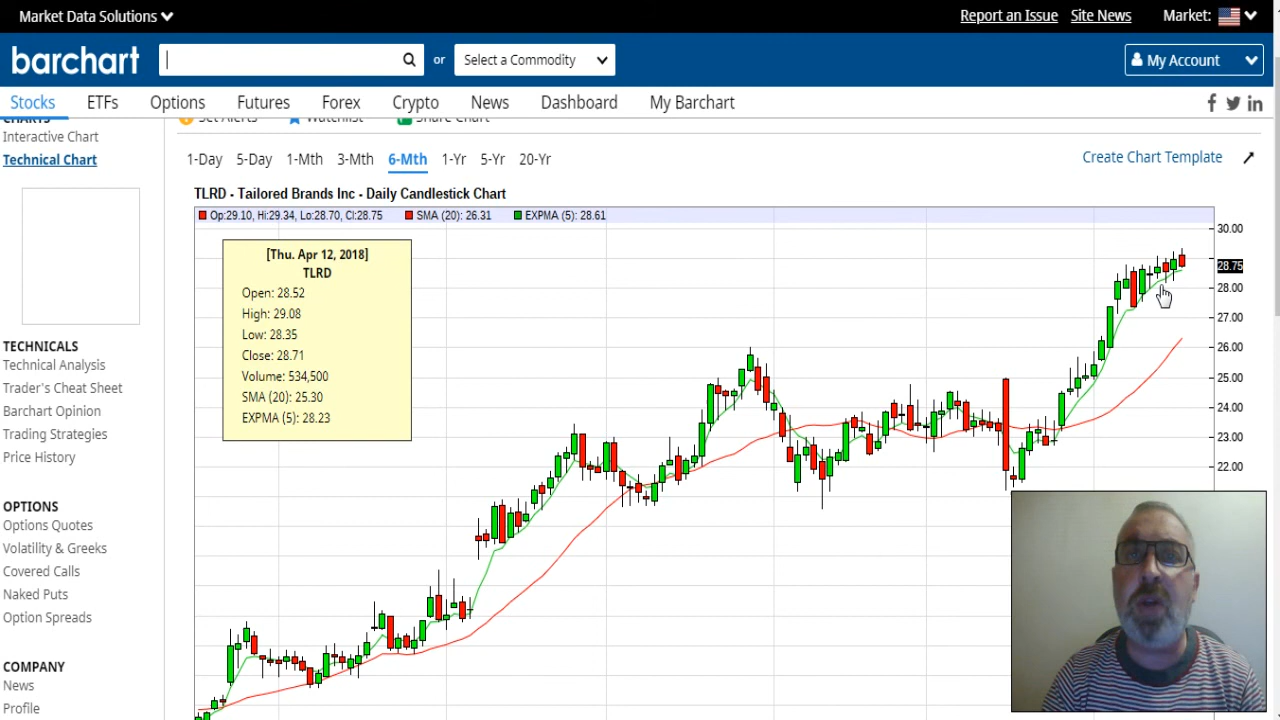 Market Data Solutions
Report an Issue Site News Market:
barchart or Select a Commodity My Account
Stocks ETFs Options Futures Forex Crypto News Dashboard My Barchart
CHARTS Set Alerts Watchlist Share Chart
Interactive Chart
Technical Chart
1-Day 5-Day 1-Mth 3-Mth 6-Mth 1-Yr 5-Yr 20-Yr Create Chart Template
TLRD - Tailored Brands Inc - Daily Candlestick Chart
Op:29.10, Hi:29.34, Lo:28.70, Cl:28.75 SMA (20): 26.31 EXPMA (5): 28.61
[Thu. Apr 12, 2018]
TLRD
Open: 28.52
High: 29.08
Low: 28.35
Close: 28.71
Volume: 534,500
SMA (20): 25.30
EXPMA (5): 28.23
30.00
28.75
28.00
27.00
26.00
25.00
24.00
23.00
22.00
TECHNICALS
Technical Analysis
Trader's Cheat Sheet
Barchart Opinion
Trading Strategies
Price History
OPTIONS
Options Quotes
Volatility & Greeks
Covered Calls
Naked Puts
Option Spreads
COMPANY
News
Profile